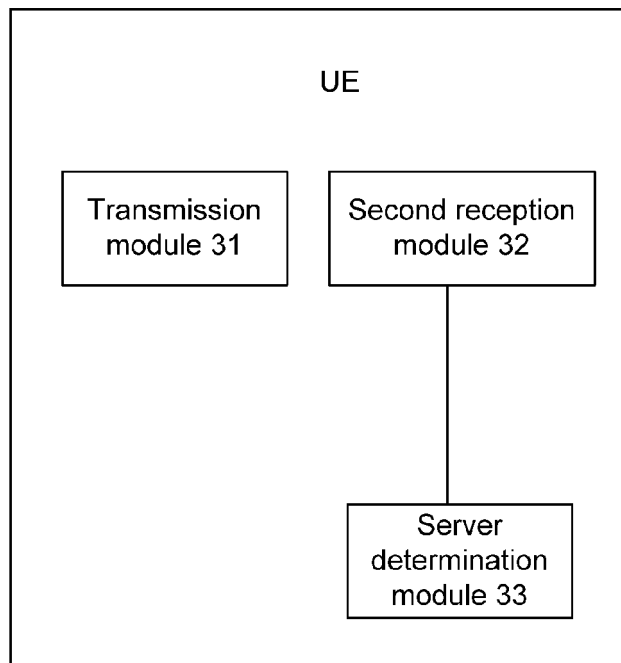 UE
Transmission
module 31
Second reception
module 32
Server
determination
module 33